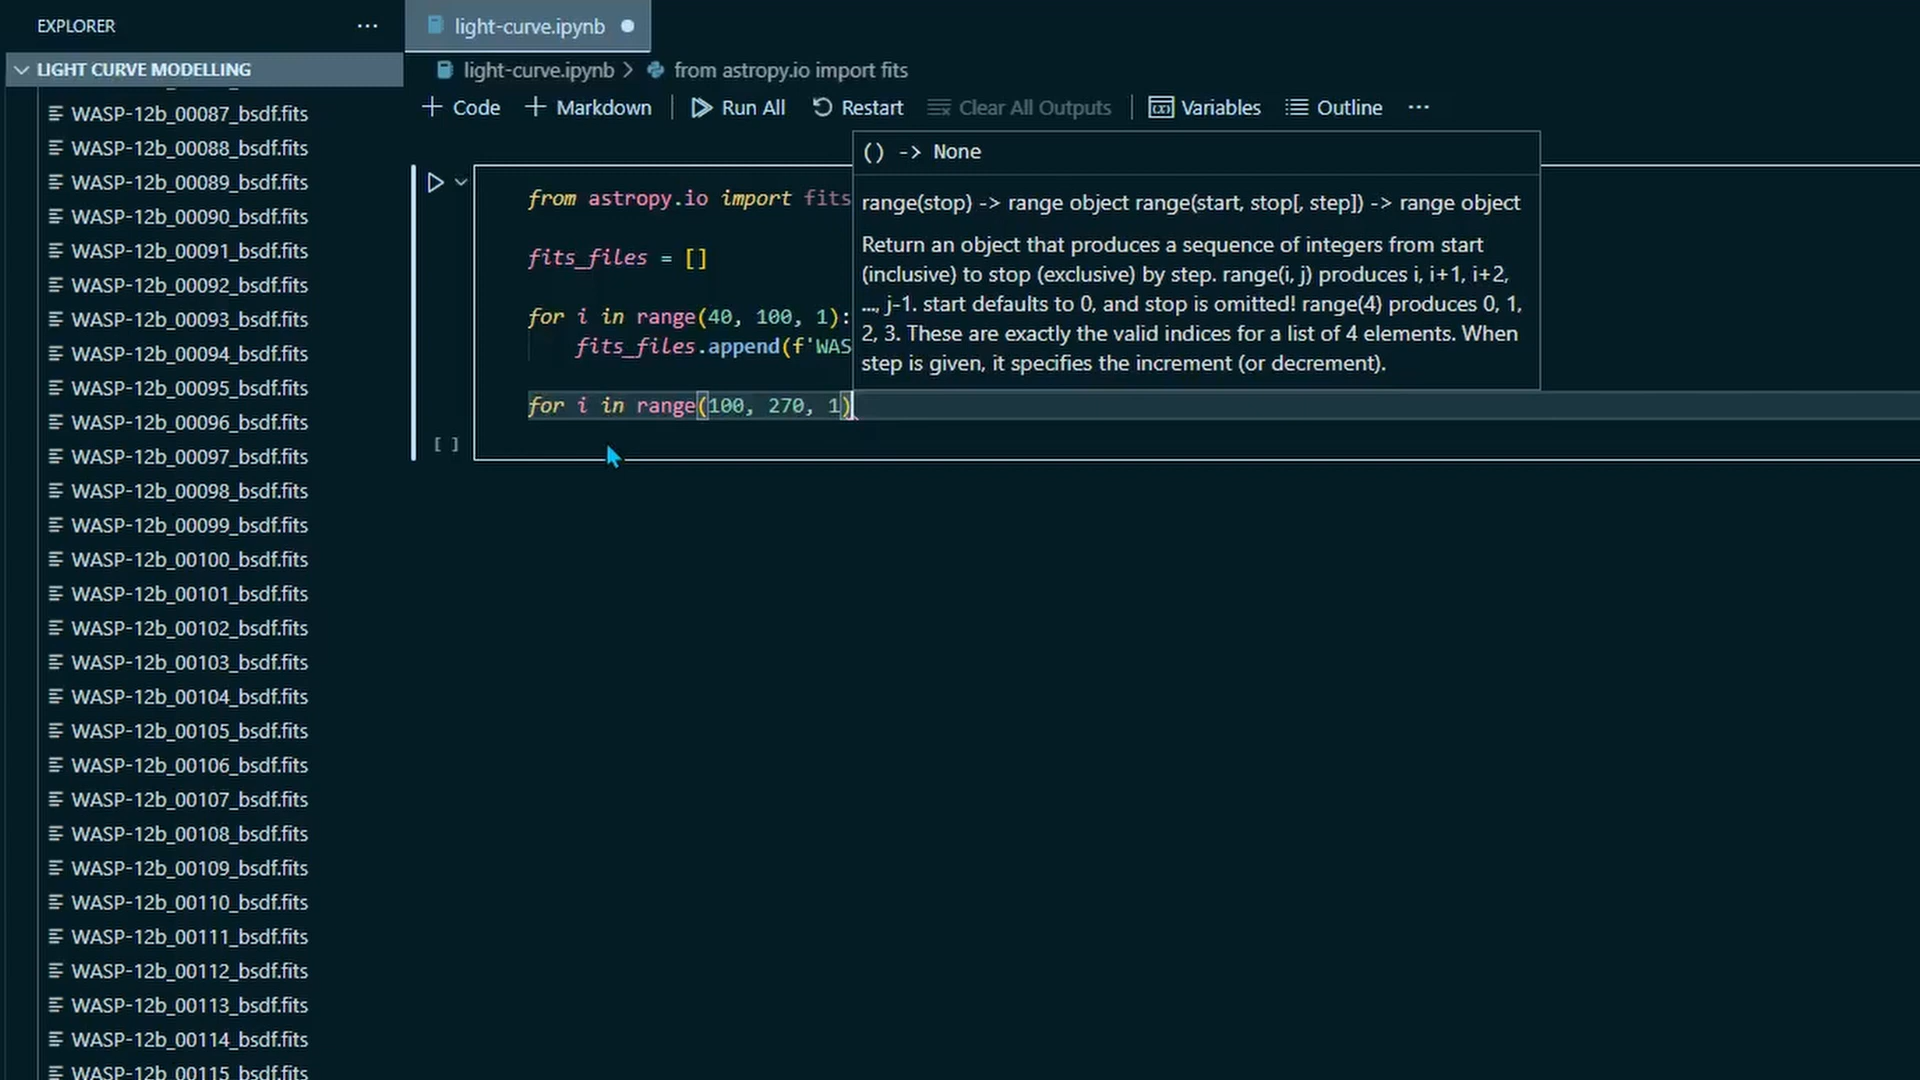 EXPLORER
LIGHT CURVE MODELLING
WASP-12b_00087_bsdf.fits
WASP-12b_00088_bsdf.fits
WASP-12b_00089_bsdf.fits
WASP-12b_00090_bsdf.fits
WASP-12b_00091_bsdf.fits
WASP-12b_00092_bsdf.fits
WASP-12b_00093_bsdf.fits
WASP-12b_00094_bsdf.fits
WASP-12b_00095_bsdf.fits
WASP-12b_00096_bsdf.fits
WASP-12b_00097_bsdf.fits
WASP-12b_00098_bsdf.fits
WASP-12b_00099_bsdf.fits
WASP-12b_00100_bsdf.fits
WASP-12b_00101_bsdf.fits
WASP-12b_00102_bsdf.fits
WASP-12b_00103_bsdf.fits
WASP-12b_00104_bsdf.fits
WASP-12b_00105_bsdf.fits
WASP-12b_00106_bsdf.fits
WASP-12b_00107_bsdf.fits
WASP-12b_00108_bsdf.fits
WASP-12b_00109_bsdf.fits
WASP-12b_00110_bsdf.fits
WASP-12b_00111_bsdf.fits
WASP-12b_00112_bsdf.fits
WASP-12b_00113_bsdf.fits
WASP-12b_00114_bsdf.fits
WASP-12b_00115_bsdf.fits
light-curve.ipynb
light-curve.ipynb > from astropy.io import fits
+ Code + Markdown Run All Restart Clear All Outputs Variables Outline ...
from astropy.io import fits
fits_files = []
for i in range(40, 100, 1):
fits_files.append(f'WAS
for i in range(100, 270, 1)
[ ]
() -> None
range(stop) -> range object range(start, stop[, step]) -> range object
Return an object that produces a sequence of integers from start
(inclusive) to stop (exclusive) by step. range(i, j) produces i, i+1, i+2,
..., j-1. start defaults to 0, and stop is omitted! range(4) produces 0, 1,
2, 3. These are exactly the valid indices for a list of 4 elements. When
step is given, it specifies the increment (or decrement).